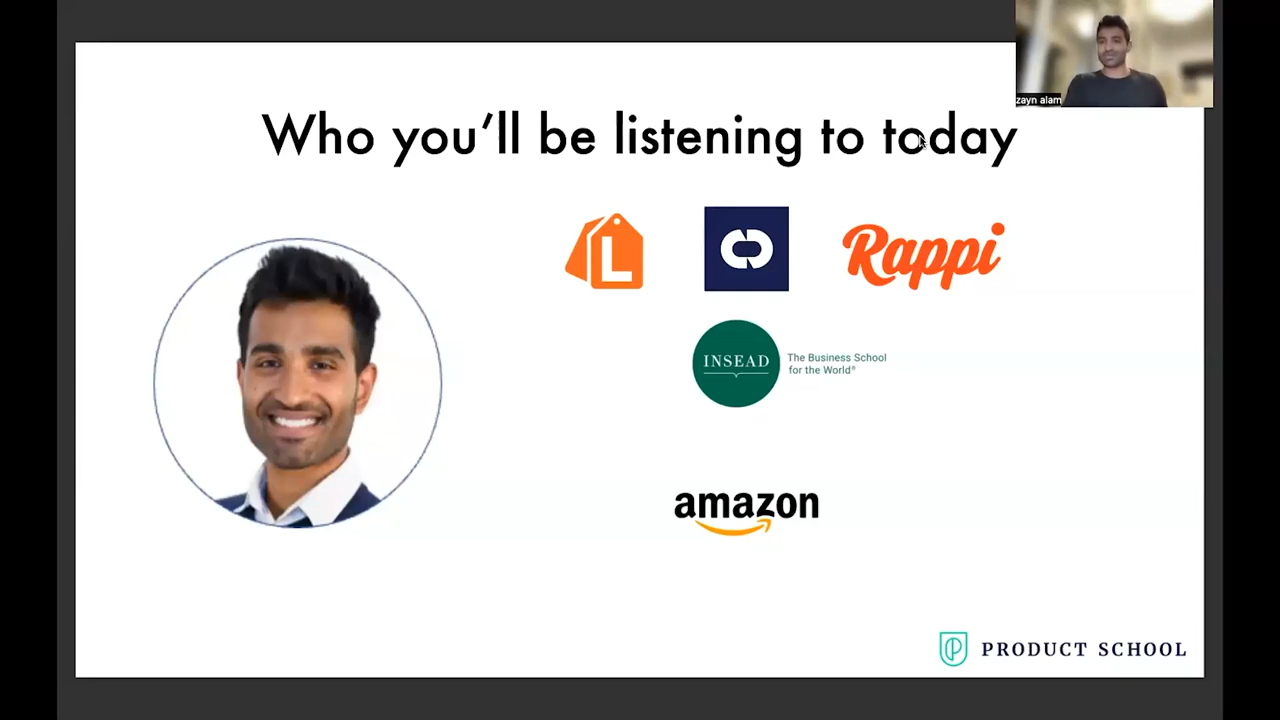 zayn alam
Who you'll be listening to today
L
Rappi
INSEAD
The Business School
for the World®
amazon
PRODUCT SCHOOL